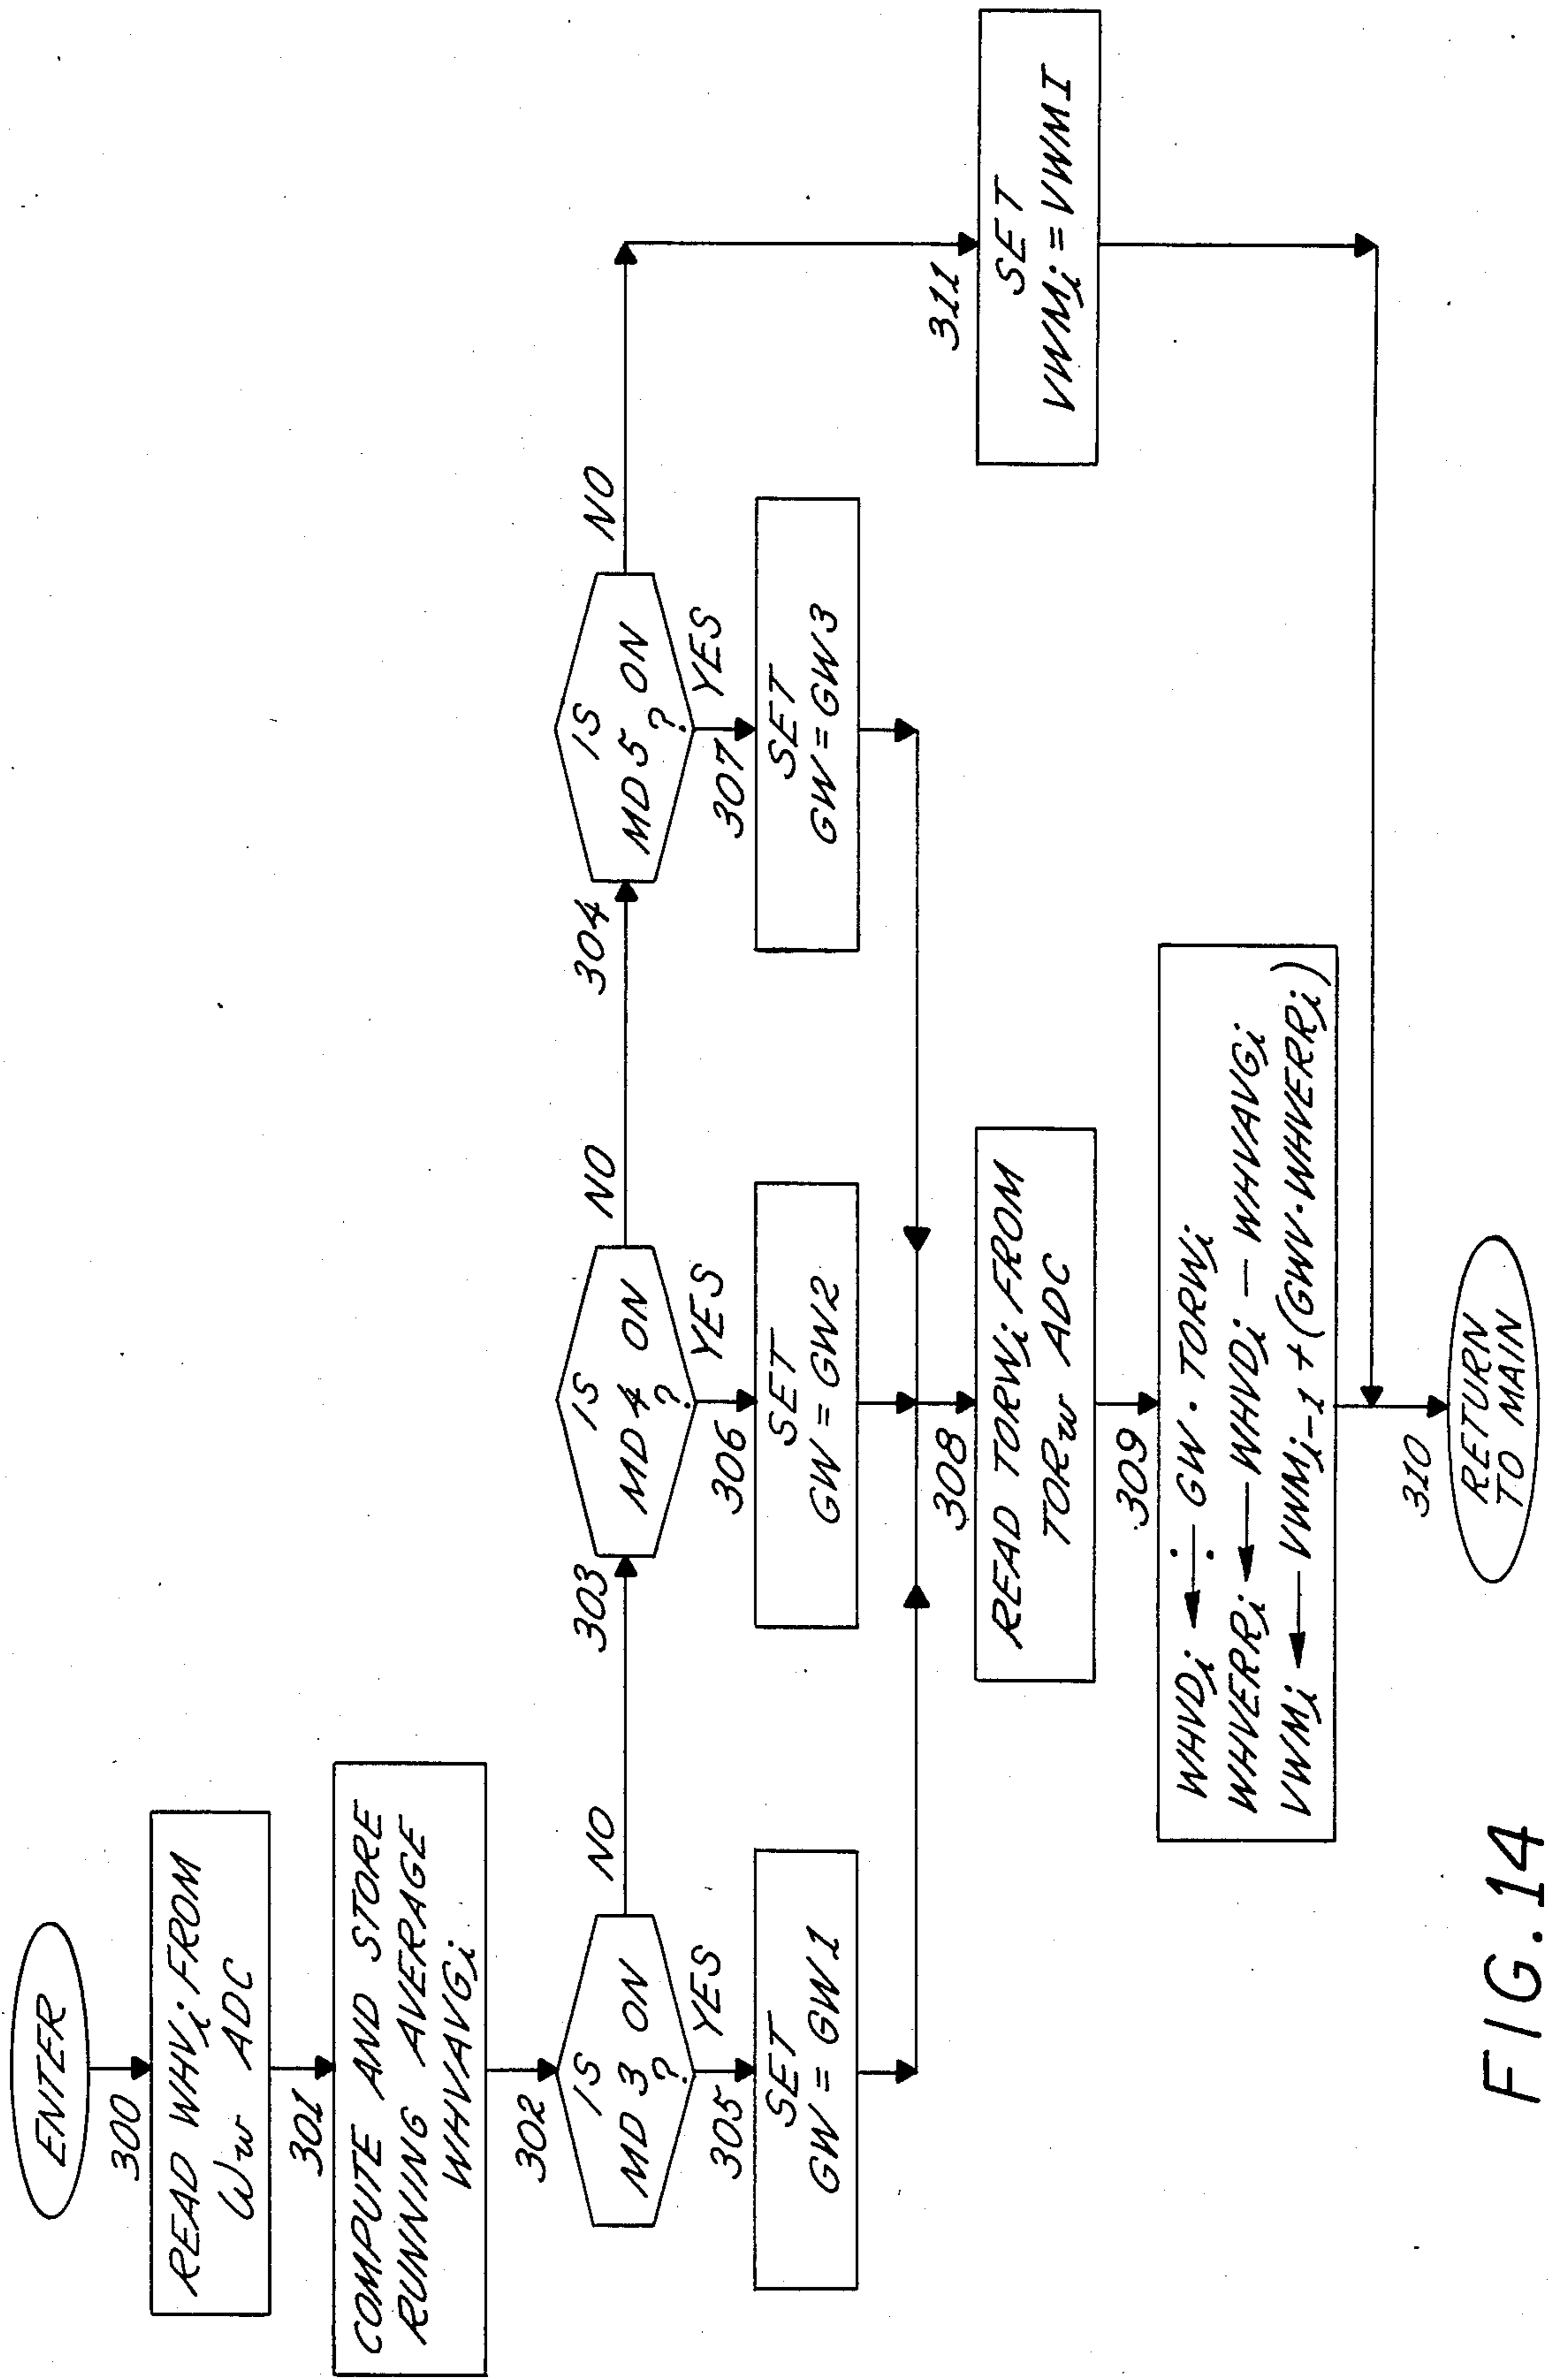 ENTER
300
READ WHVi FROM
Ww ADC
301
COMPUTE AND STORE
RUNNING AVERAGE
WHVAVGi
302
IS
MD 3 ON
?
NO
YES
303
IS
MD 4 ON
?
NO
YES
304
IS
MD 5 ON
?
NO
YES
305
SET
GW = GW1
306
SET
GW = GW2
307
SET
GW = GW3
308
READ TORWi FROM
TORw ADC
311
SET
VWMi = VWMI
309
WHVDi ← GW · TORWi
WHVERRi ← WHVDi — WHVAVGi
VWMi ← VWMi-1 + (GWV·WHVERRi)
310
RETURN
TO MAIN
FIG. 14